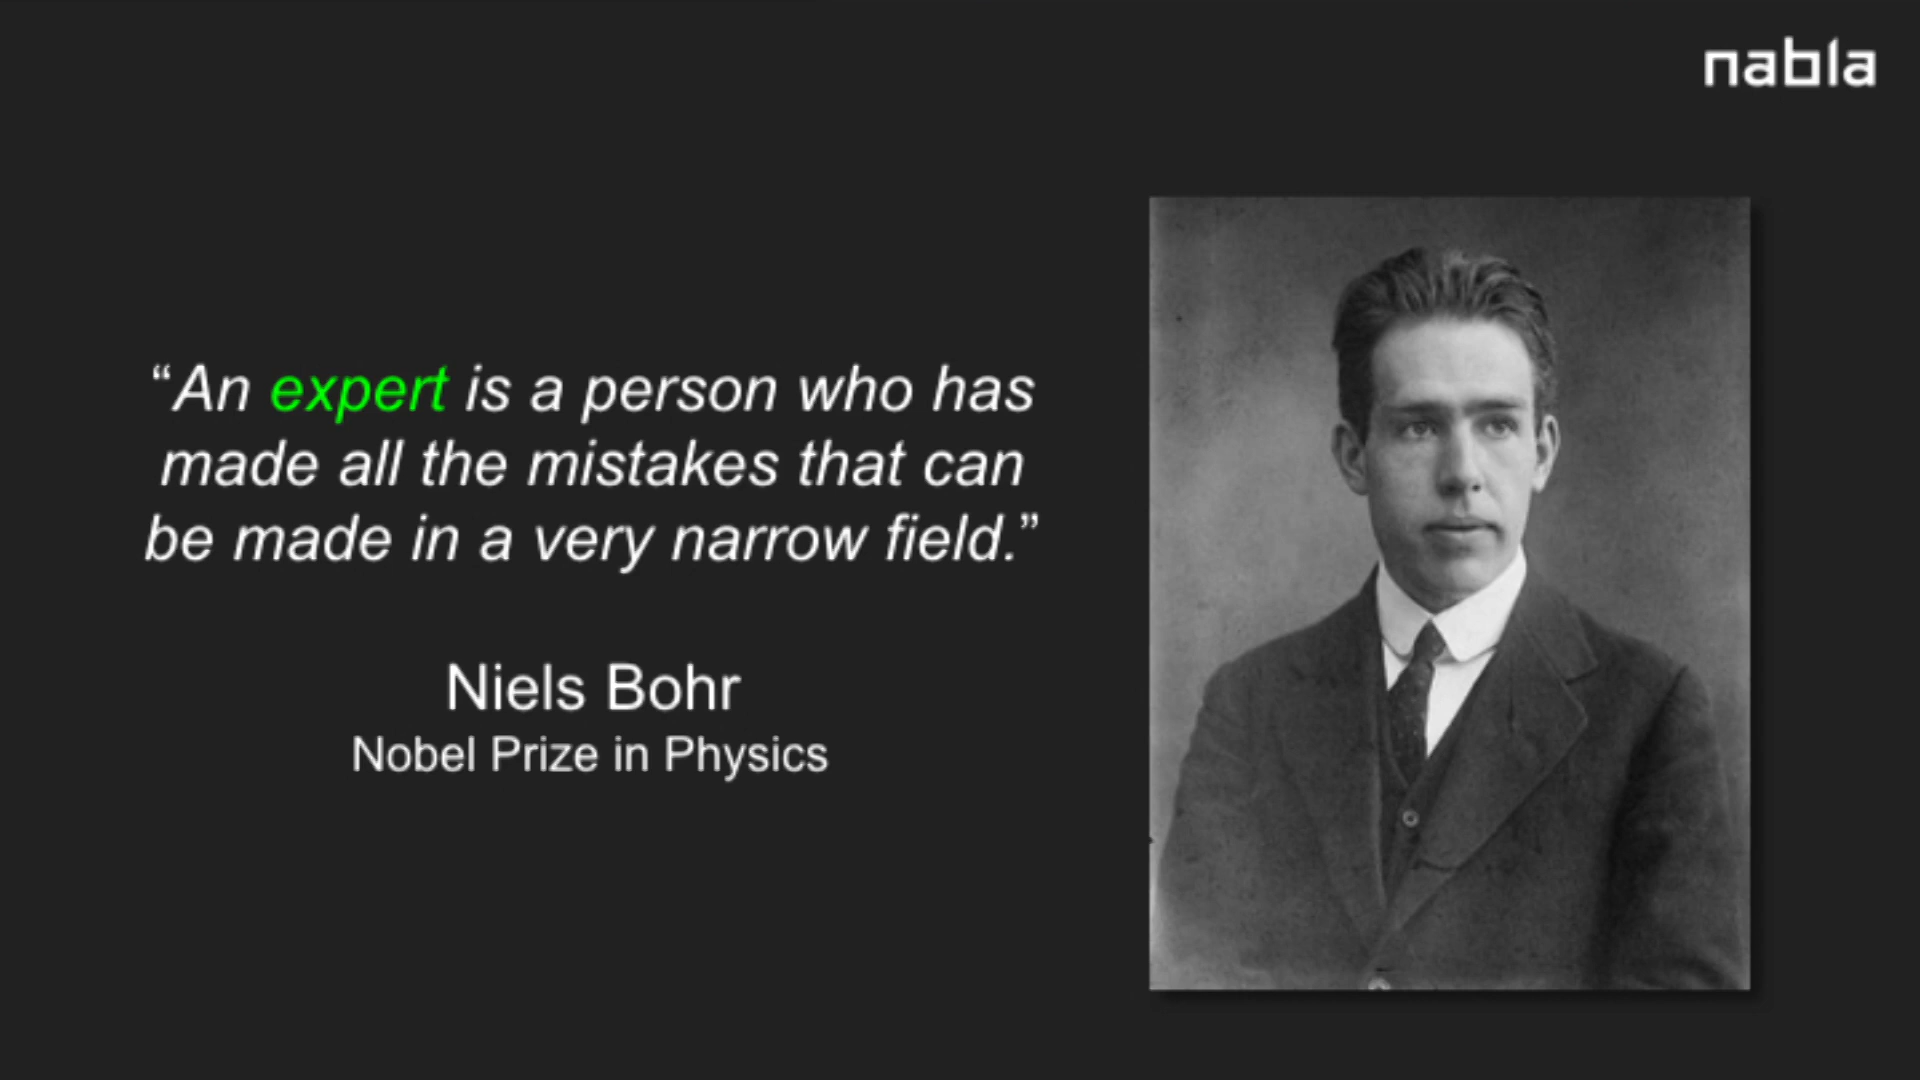 nabla
“An expert is a person who has
made all the mistakes that can
be made in a very narrow field.”
Niels Bohr
Nobel Prize in Physics